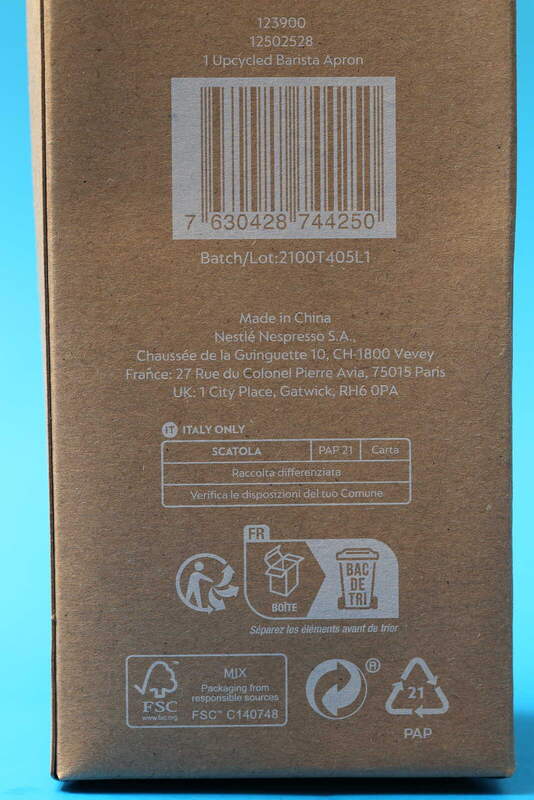 123900
12502528
1 Upcycled Barista Apron
7 630428 744250
Batch/Lot:2100T405L1
Made in China
Nestlé Nespresso S.A.,
Chaussée de la Guinguette 10, CH-1800 Vevey
France: 27 Rue du Colonel Pierre Avia, 75015 Paris
UK: 1 City Place, Gatwick, RH6 0PA
IT ITALY ONLY
SCATOLA PAP 21 Carta
Raccolta differenziata
Verifica le disposizioni del tuo Comune
FR
BOÎTE
BAC
DE
TRI
Séparez les éléments avant de trier
FSC
www.fsc.org
MIX
Packaging from
responsible sources
FSC™ C140748
®
21
PAP